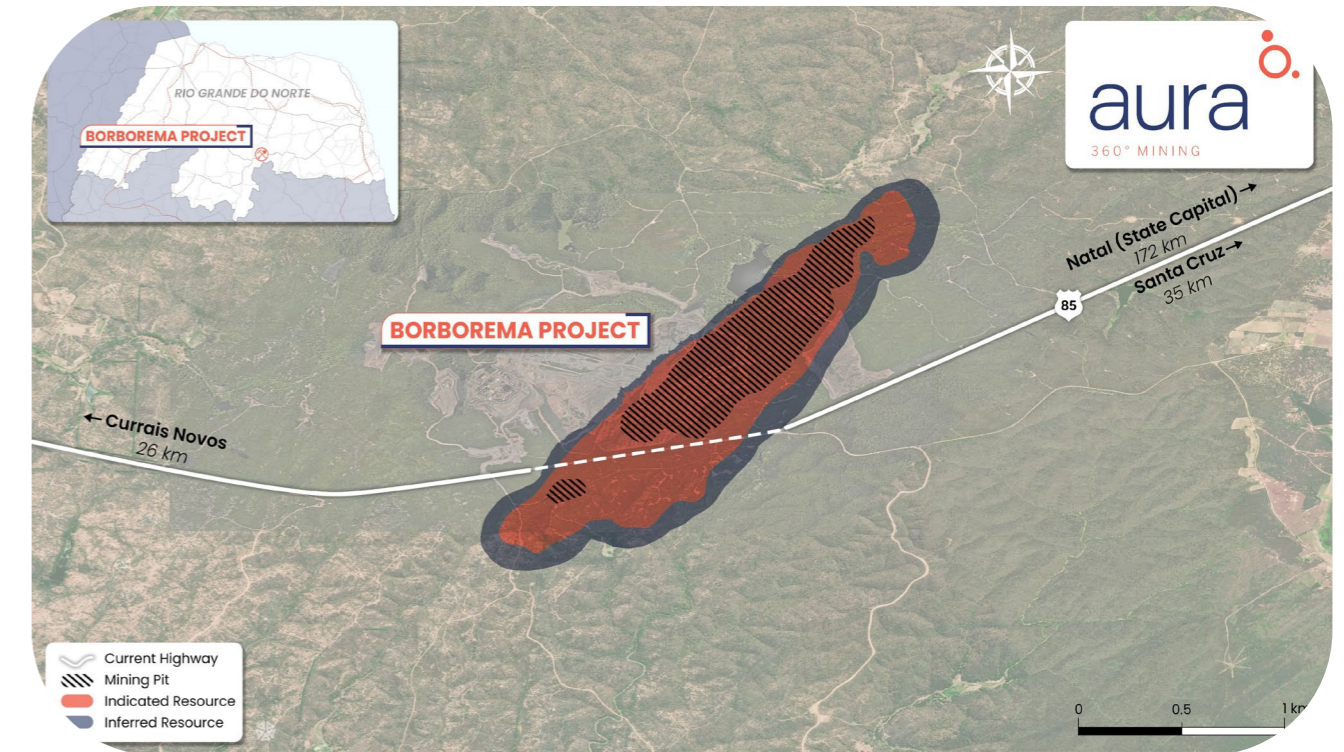 RIO GRANDE DO NORTE
BORBOREMA PROJECT
aura
360° MINING
Natal (State Capital)→
172 km
Santa Cruz→
35 km
85
BORBOREMA PROJECT
←Currais Novos
26 km
Current Highway
Mining Pit
Indicated Resource
Inferred Resource
0 0.5 1 km